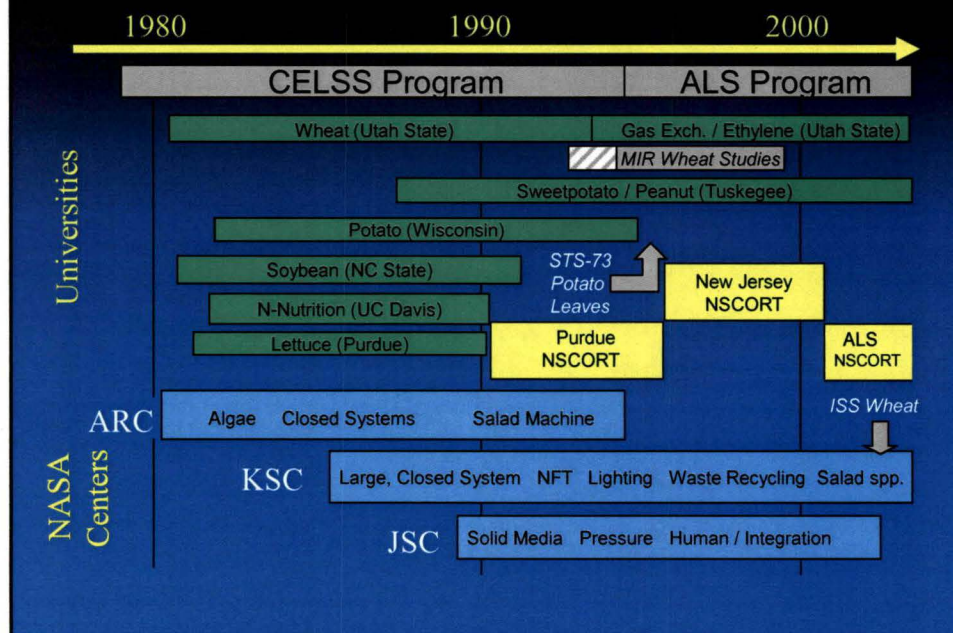 1980 1990 2000
CELSS Program ALS Program
Universities
Wheat (Utah State) Gas Exch. / Ethylene (Utah State)
MIR Wheat Studies
Sweetpotato / Peanut (Tuskegee)
Potato (Wisconsin)
Soybean (NC State)
STS-73
Potato
Leaves
New Jersey
NSCORT
N-Nutrition (UC Davis)
Lettuce (Purdue)
Purdue
NSCORT
ALS
NSCORT
NASA
Centers
ARC
Algae Closed Systems Salad Machine
ISS Wheat
KSC
Large, Closed System NFT Lighting Waste Recycling Salad spp.
JSC
Solid Media Pressure Human / Integration